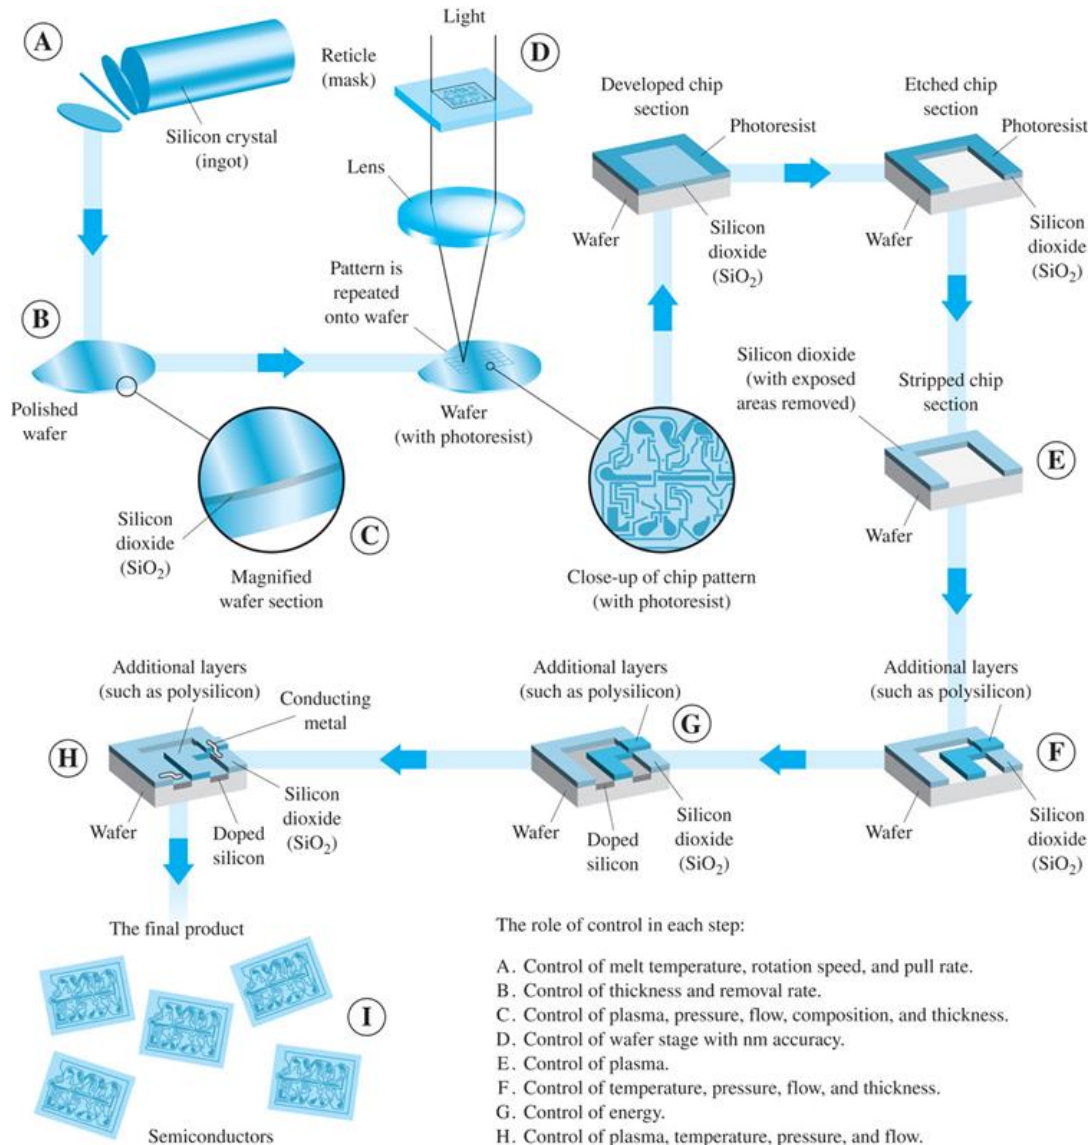 A
Silicon crystal
(ingot)
Light
Reticle
(mask)
D
Lens
Pattern is
repeated
onto wafer
B
Polished
wafer
Wafer
(with photoresist)
Silicon
dioxide
(SiO₂)
C
Magnified
wafer section
Close-up of chip pattern
(with photoresist)
Developed chip
section
Photoresist
Wafer
Silicon
dioxide
(SiO₂)
Etched chip
section
Photoresist
Wafer
Silicon
dioxide
(SiO₂)
Silicon dioxide
(with exposed
areas removed)
Stripped chip
section
E
Wafer
Additional layers
(such as polysilicon)
F
Wafer
Silicon
dioxide
(SiO₂)
Additional layers
(such as polysilicon)
G
Wafer
Doped
silicon
Silicon
dioxide
(SiO₂)
Additional layers
(such as polysilicon)
Conducting
metal
H
Wafer
Doped
silicon
Silicon
dioxide
(SiO₂)
The final product
I
Semiconductors
The role of control in each step:
A. Control of melt temperature, rotation speed, and pull rate.
B. Control of thickness and removal rate.
C. Control of plasma, pressure, flow, composition, and thickness.
D. Control of wafer stage with nm accuracy.
E. Control of plasma.
F. Control of temperature, pressure, flow, and thickness.
G. Control of energy.
H. Control of plasma, temperature, pressure, and flow.